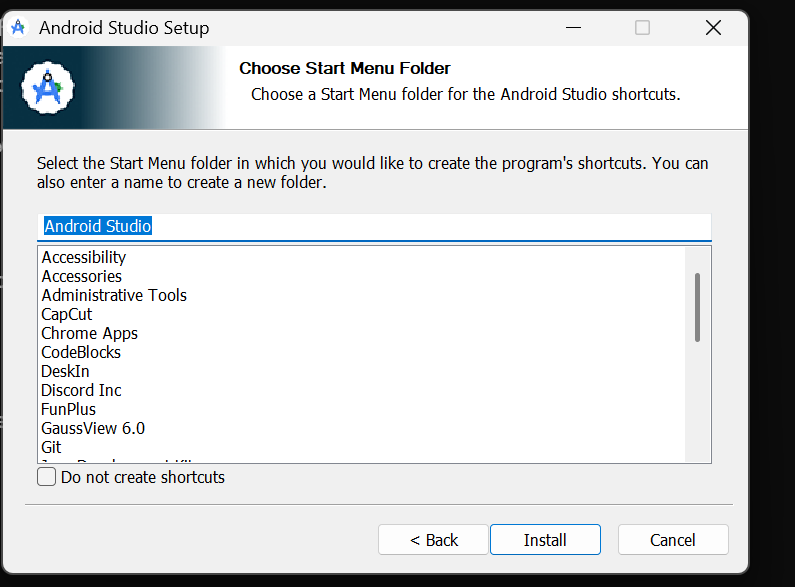 Android Studio Setup
Choose Start Menu Folder
Choose a Start Menu folder for the Android Studio shortcuts.
Select the Start Menu folder in which you would like to create the program's shortcuts. You can
also enter a name to create a new folder.
Android Studio
Accessibility
Accessories
Administrative Tools
CapCut
Chrome Apps
CodeBlocks
DeskIn
Discord Inc
FunPlus
GaussView 6.0
Git
Do not create shortcuts
< Back
Install
Cancel